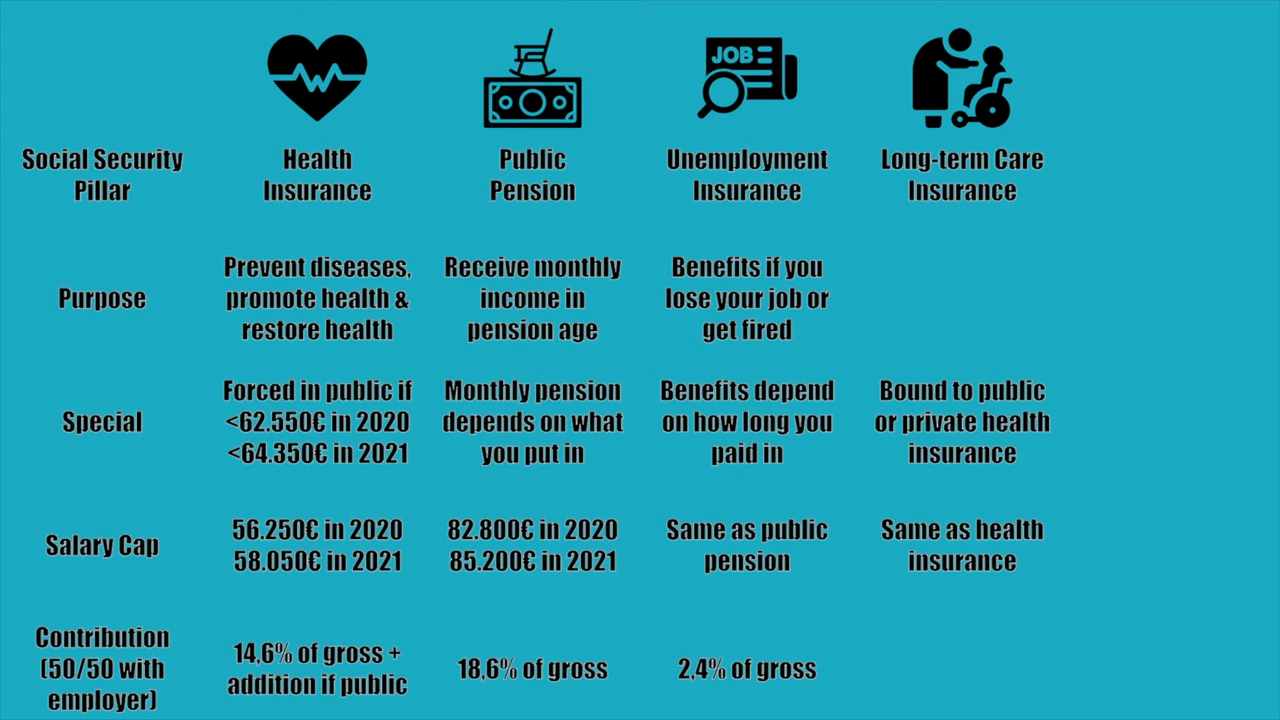 JOB
Social Security
Pillar
Health
Insurance
Public
Pension
Unemployment
Insurance
Long-term Care
Insurance
Purpose
Prevent diseases,
promote health &
restore health
Receive monthly
income in
pension age
Benefits if you
lose your job or
get fired
Special
Forced in public if
<62.550€ in 2020
<64.350€ in 2021
Monthly pension
depends on what
you put in
Benefits depend
on how long you
paid in
Bound to public
or private health
insurance
Salary Cap
56.250€ in 2020
58.050€ in 2021
82.800€ in 2020
85.200€ in 2021
Same as public
pension
Same as health
insurance
Contribution
(50/50 with
employer)
14,6% of gross +
addition if public
18,6% of gross
2,4% of gross